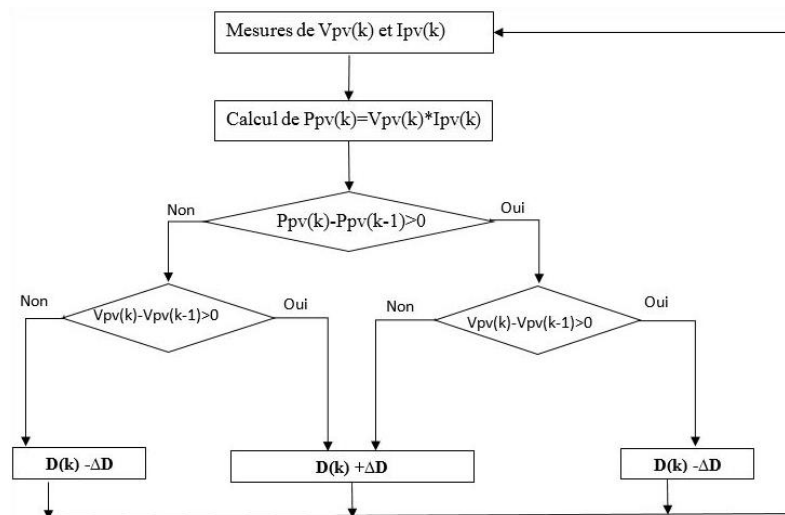 Mesures de Vpv(k) et Ipv(k)
Calcul de Ppv(k)=Vpv(k)*Ipv(k)
Non
Ppv(k)-Ppv(k-1)>0
Oui
Non
Vpv(k)-Vpv(k-1)>0
Oui
Non
Vpv(k)-Vpv(k-1)>0
Oui
D(k) -ΔD
D(k) +ΔD
D(k) -ΔD